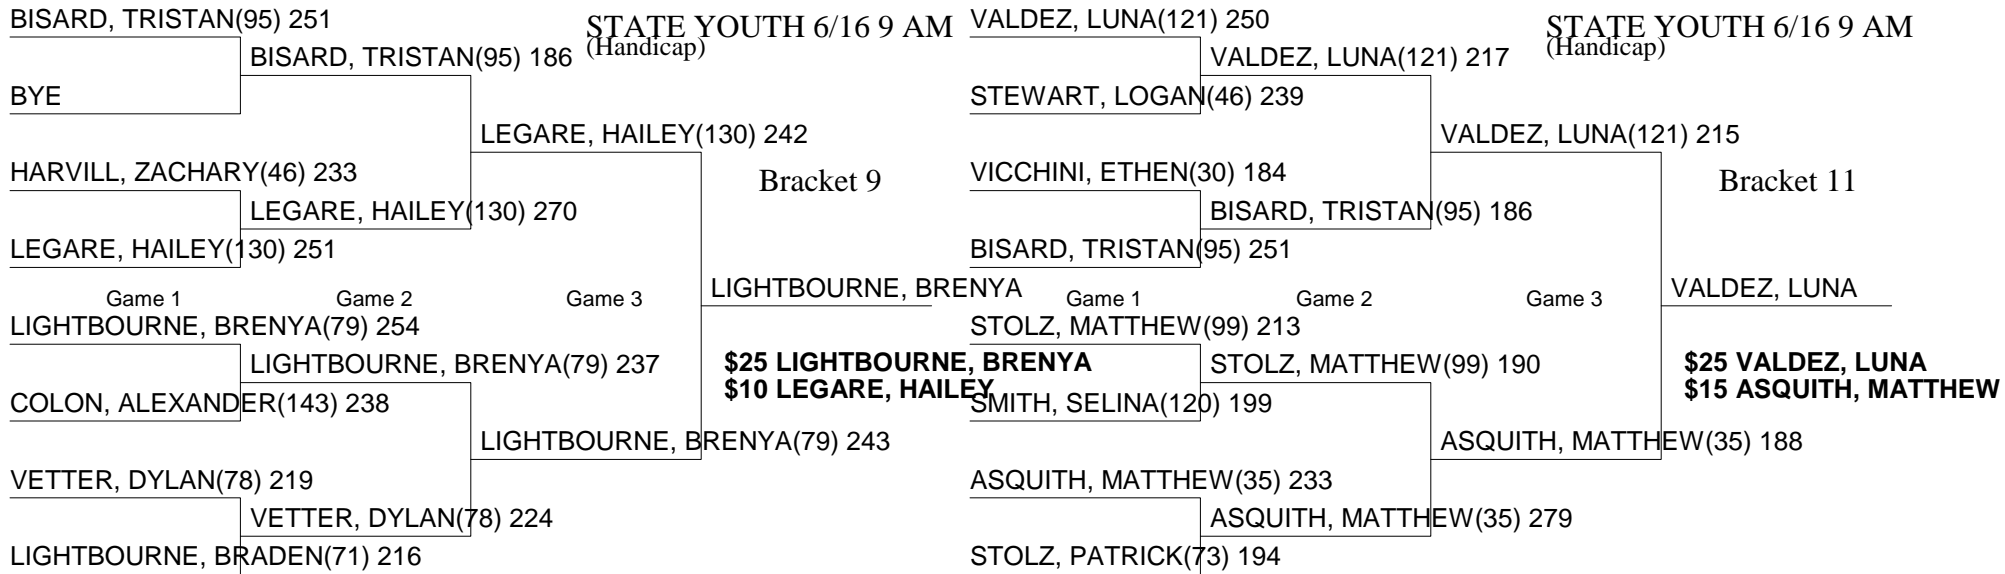 BISARD, TRISTAN(95) 251
STATE YOUTH 6/16 9 AM
(Handicap)
BISARD, TRISTAN(95) 186
BYE
LEGARE, HAILEY(130) 242
HARVILL, ZACHARY(46) 233
Bracket 9
LEGARE, HAILEY(130) 270
LEGARE, HAILEY(130) 251
Game 1
Game 2
Game 3
LIGHTBOURNE, BRENYA
LIGHTBOURNE, BRENYA(79) 254
LIGHTBOURNE, BRENYA(79) 237
$25 LIGHTBOURNE, BRENYA
$10 LEGARE, HAILEY
COLON, ALEXANDER(143) 238
LIGHTBOURNE, BRENYA(79) 243
VETTER, DYLAN(78) 219
VETTER, DYLAN(78) 224
LIGHTBOURNE, BRADEN(71) 216
VALDEZ, LUNA(121) 250
STATE YOUTH 6/16 9 AM
(Handicap)
VALDEZ, LUNA(121) 217
STEWART, LOGAN(46) 239
VALDEZ, LUNA(121) 215
VICCHINI, ETHEN(30) 184
Bracket 11
BISARD, TRISTAN(95) 186
BISARD, TRISTAN(95) 251
Game 1
Game 2
Game 3
VALDEZ, LUNA
STOLZ, MATTHEW(99) 213
STOLZ, MATTHEW(99) 190
$25 VALDEZ, LUNA
$15 ASQUITH, MATTHEW
SMITH, SELINA(120) 199
ASQUITH, MATTHEW(35) 188
ASQUITH, MATTHEW(35) 233
ASQUITH, MATTHEW(35) 279
STOLZ, PATRICK(73) 194